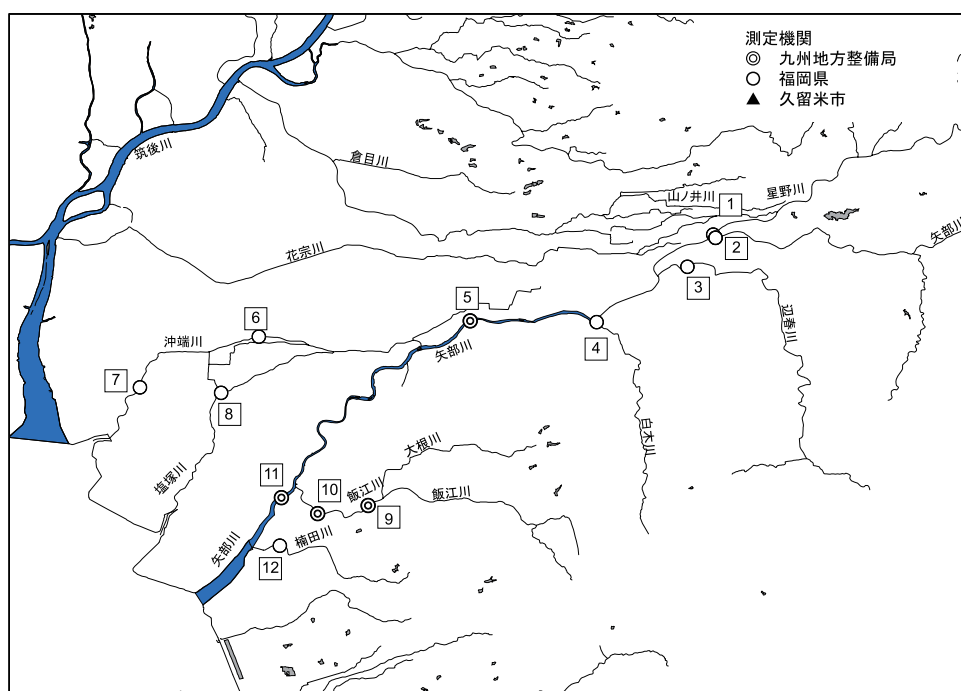 測定機関
◎ 九州地方整備局
○ 福岡県
▲ 久留米市
筑後川
倉目川
山ノ井川
星野川
1
矢部川
2
花宗川
3
辺春川
5
6
沖端川
矢部川
4
7
8
白木川
大根川
塩塚川
11
10
飯江川
飯江川
9
矢部川
楠田川
12